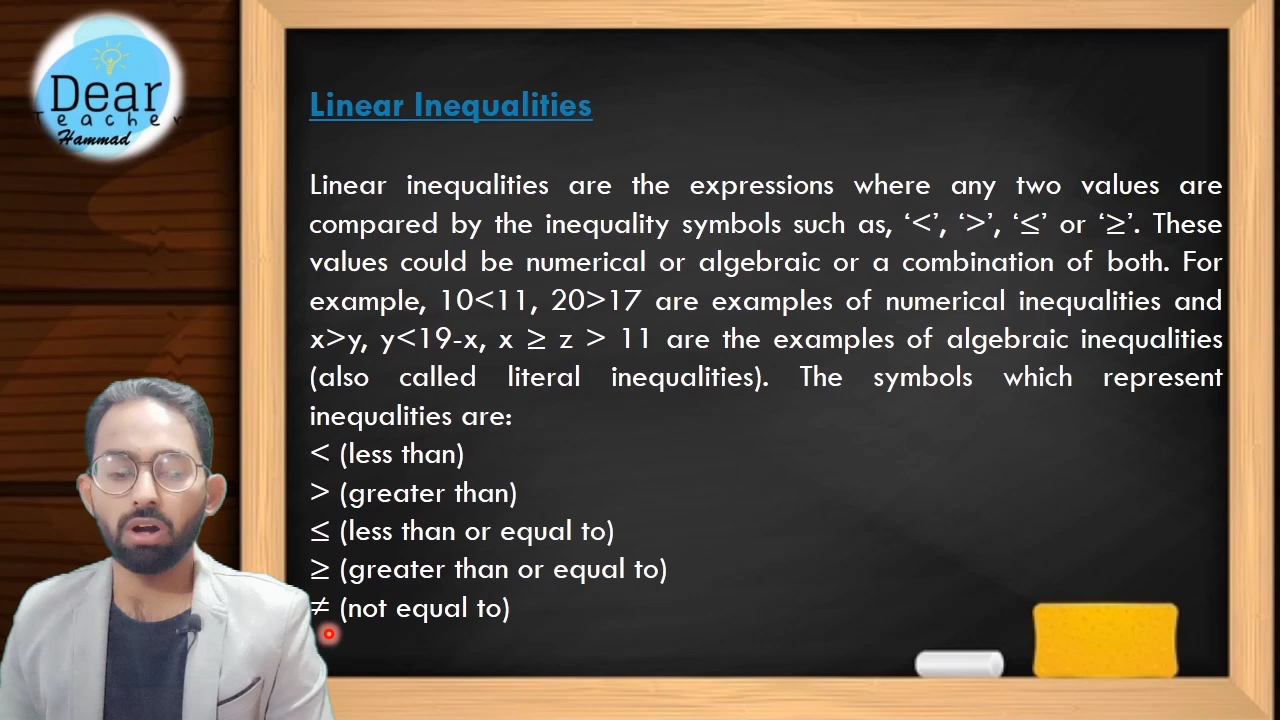 Dear
Teacher
Hammad
Linear Inequalities
Linear inequalities are the expressions where any two values are
compared by the inequality symbols such as, ‘<’, ‘>’, ‘≤’ or ‘≥’. These
values could be numerical or algebraic or a combination of both. For
example, 10<11, 20>17 are examples of numerical inequalities and
x>y, y<19-x, x ≥ z > 11 are the examples of algebraic inequalities
(also called literal inequalities). The symbols which represent
inequalities are:
< (less than)
> (greater than)
≤ (less than or equal to)
≥ (greater than or equal to)
≠ (not equal to)